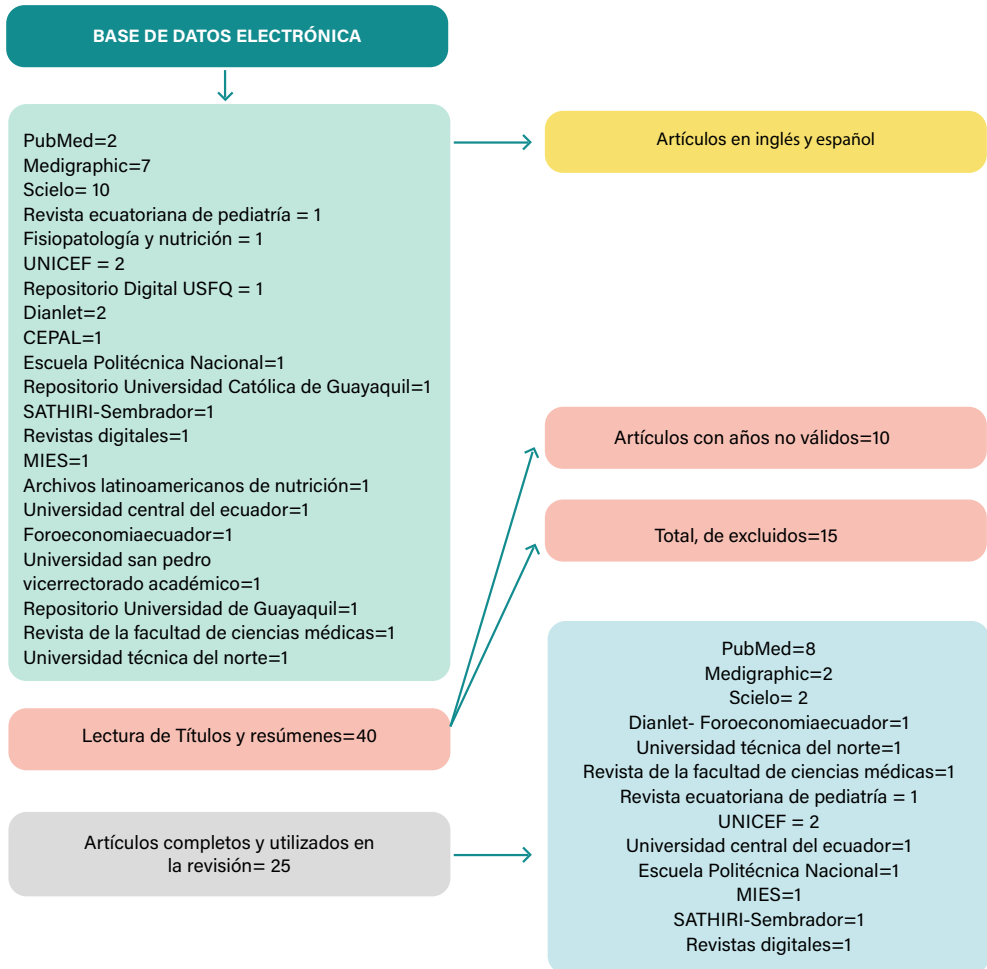 BASE DE DATOS ELECTRÓNICA
PubMed=2
Medigraphic=7
Scielo= 10
Revista ecuatoriana de pediatría = 1
Fisiopatología y nutrición = 1
UNICEF = 2
Repositorio Digital USFQ = 1
Dianlet=2
CEPAL=1
Escuela Politécnica Nacional=1
Repositorio Universidad Católica de Guayaquil=1
SATHIRI-Sembrador=1
Revistas digitales=1
MIES=1
Archivos latinoamericanos de nutrición=1
Universidad central del ecuador=1
Foroeconomiaecuador=1
Universidad san pedro
vicerrectorado académico=1
Repositorio Universidad de Guayaquil=1
Revista de la facultad de ciencias médicas=1
Universidad técnica del norte=1
Artículos en inglés y español
Lectura de Títulos y resúmenes=40
Artículos con años no válidos=10
Total, de excluidos=15
Artículos completos y utilizados en
la revisión= 25
PubMed=8
Medigraphic=2
Scielo= 2
Dianlet- Foroeconomiaecuador=1
Universidad técnica del norte=1
Revista de la facultad de ciencias médicas=1
Revista ecuatoriana de pediatría = 1
UNICEF = 2
Universidad central del ecuador=1
Escuela Politécnica Nacional=1
MIES=1
SATHIRI-Sembrador=1
Revistas digitales=1